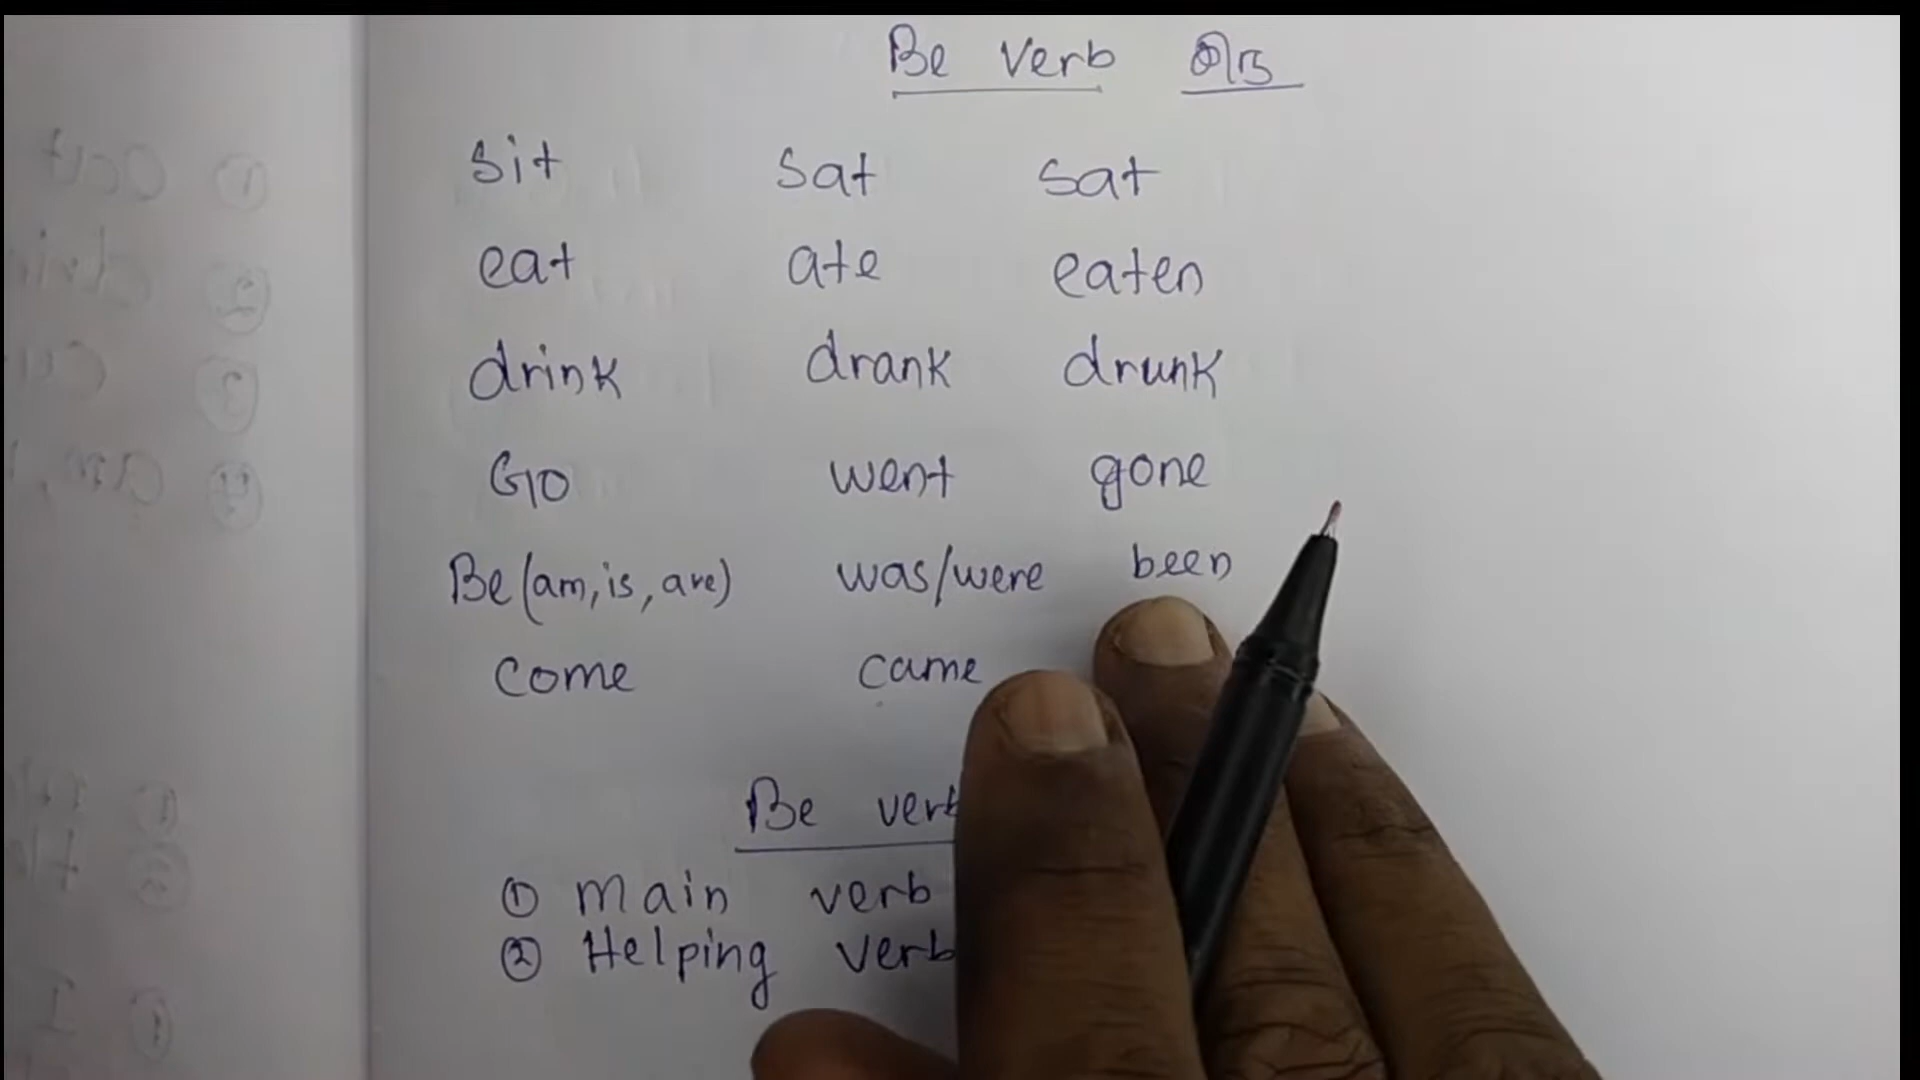 Be Verb
sit sat sat
eat ate eaten
drink drank drunk
Go went gone
Be (am, is, are) was/were been
come came
Be verb
① main verb
② Helping verb